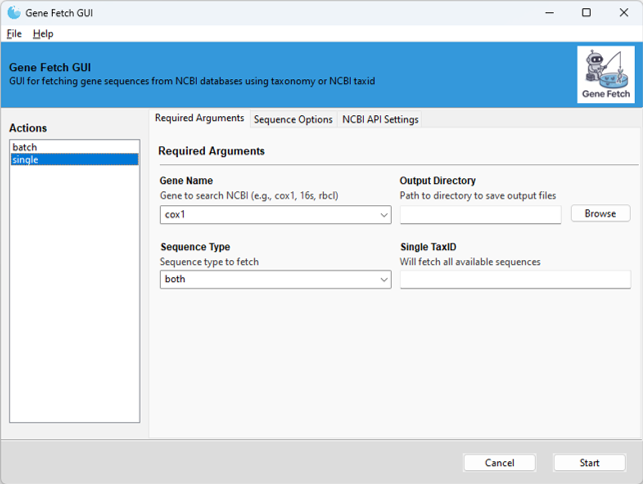 Gene Fetch GUI
File Help
Gene Fetch GUI
GUI for fetching gene sequences from NCBI databases using taxonomy or NCBI taxid
Gene Fetch
Actions
batch
single
Required Arguments Sequence Options NCBI API Settings
Required Arguments
Gene Name Output Directory
Gene to search NCBI (e.g., cox1, 16s, rbcl) Path to directory to save output files
cox1 Browse
Sequence Type Single TaxID
Sequence type to fetch Will fetch all available sequences
both
Cancel Start